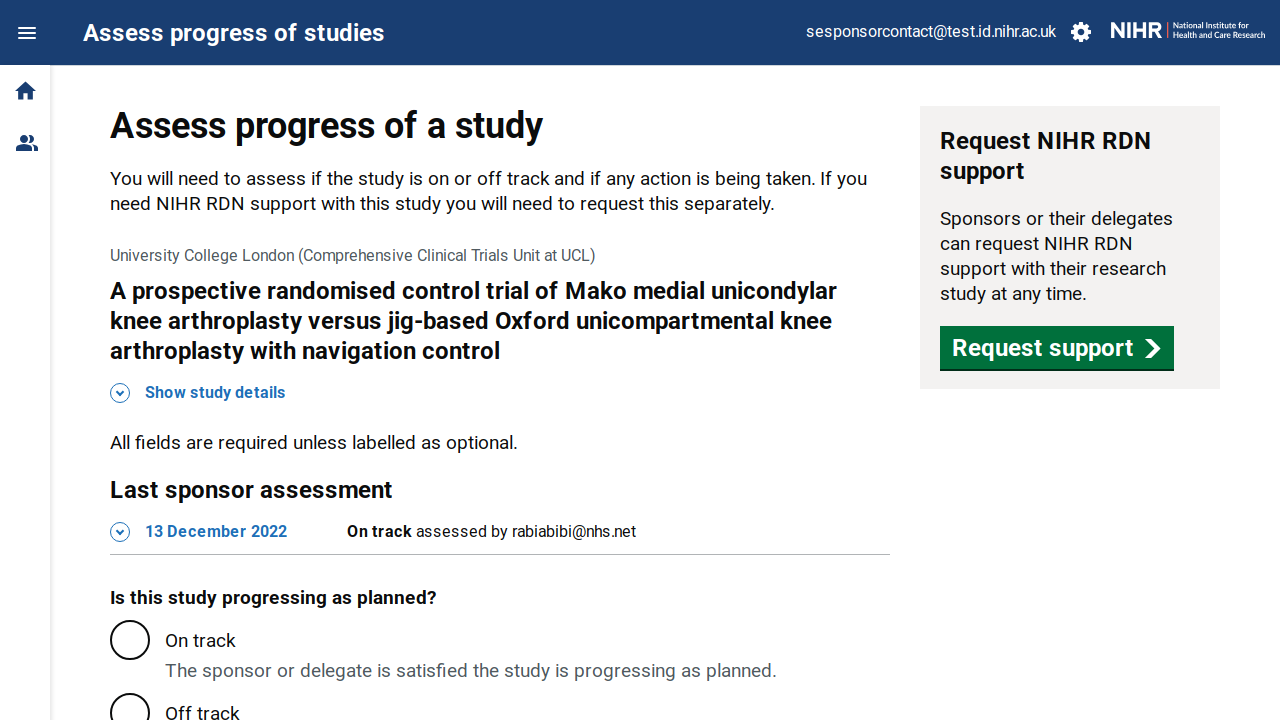 Assess progress of studies
sesponsorcontact@test.id.nihr.ac.uk
NIHR
National Institute for
Health and Care Research
Assess progress of a study
You will need to assess if the study is on or off track and if any action is being taken. If you
need NIHR RDN support with this study you will need to request this separately.
University College London (Comprehensive Clinical Trials Unit at UCL)
A prospective randomised control trial of Mako medial unicondylar
knee arthroplasty versus jig-based Oxford unicompartmental knee
arthroplasty with navigation control
Show study details
All fields are required unless labelled as optional.
Last sponsor assessment
13 December 2022 On track assessed by rabiabibi@nhs.net
Is this study progressing as planned?
On track
The sponsor or delegate is satisfied the study is progressing as planned.
Off track
Request NIHR RDN
support
Sponsors or their delegates
can request NIHR RDN
support with their research
study at any time.
Request support